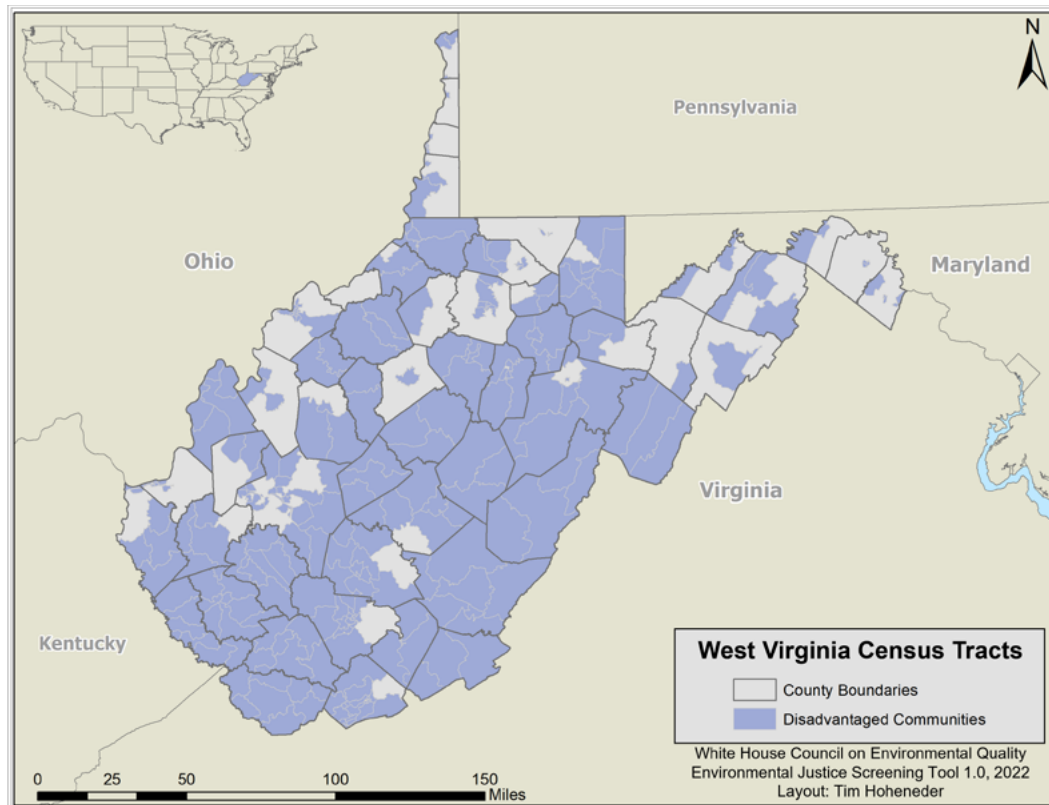 N
Pennsylvania
Ohio
Maryland
Virginia
Kentucky
West Virginia Census Tracts
County Boundaries
Disadvantaged Communities
White House Council on Environmental Quality
Environmental Justice Screening Tool 1.0, 2022
Layout: Tim Hoheneder
0 25 50 100 150
Miles